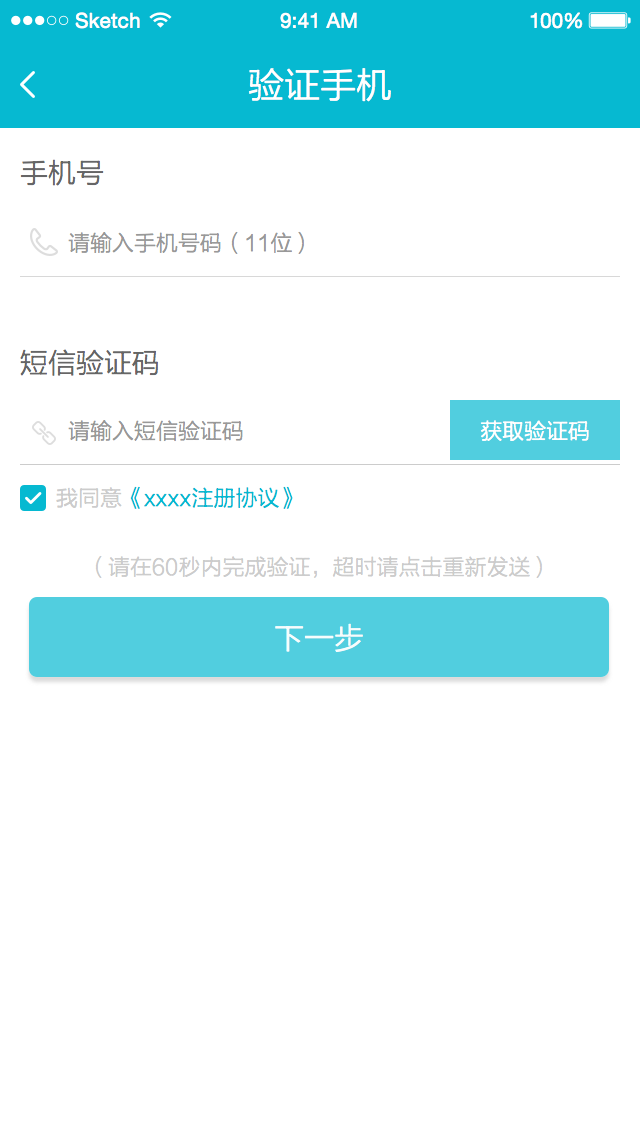 Sketch 9:41 AM 100%
验证手机
手机号
请输入手机号码（11位）
短信验证码
请输入短信验证码 获取验证码
我同意《xxxx注册协议》
（请在60秒内完成验证，超时请点击重新发送）
下一步